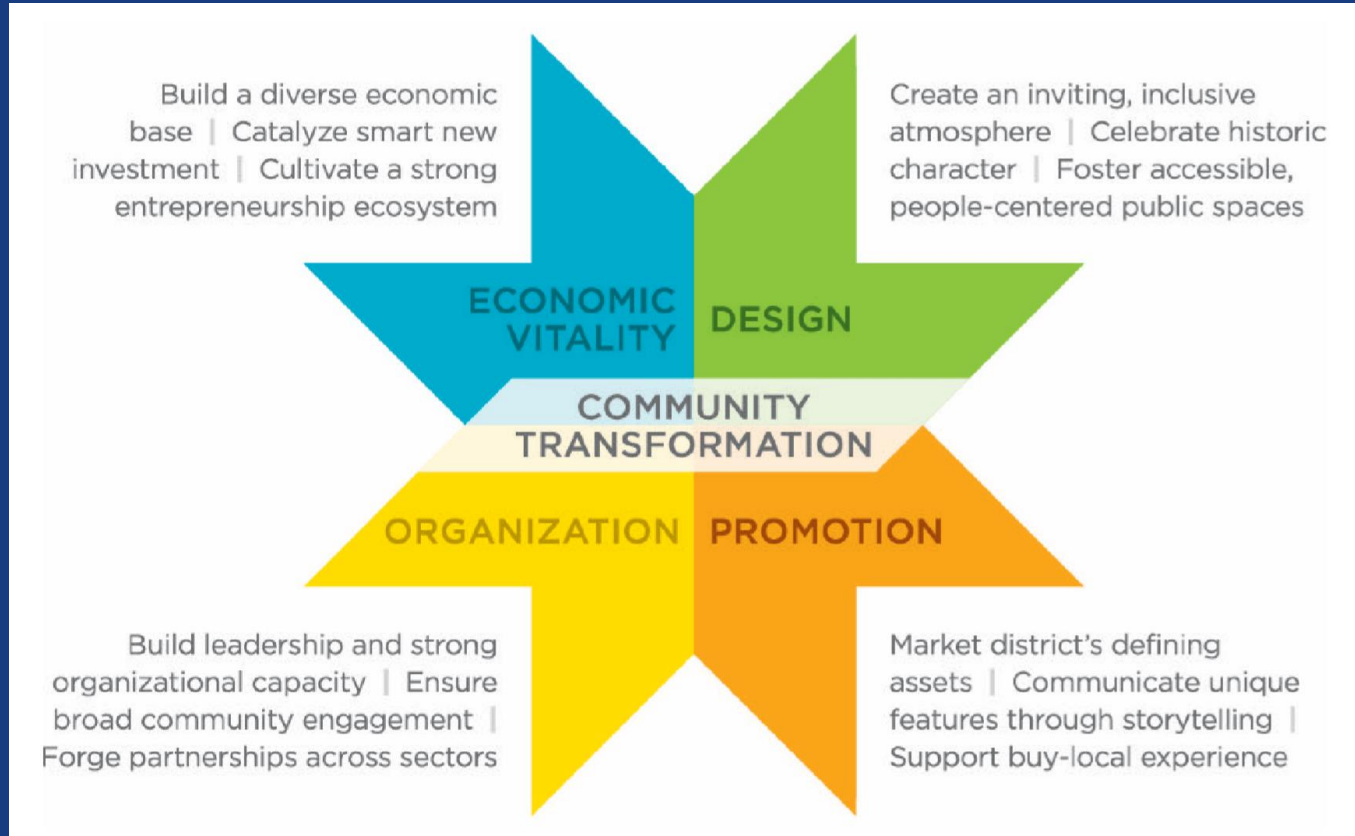 Build a diverse economic
base | Catalyze smart new
investment | Cultivate a strong
entrepreneurship ecosystem
Create an inviting, inclusive
atmosphere | Celebrate historic
character | Foster accessible,
people-centered public spaces
ECONOMIC
VITALITY
DESIGN
COMMUNITY
TRANSFORMATION
ORGANIZATION
PROMOTION
Build leadership and strong
organizational capacity | Ensure
broad community engagement |
Forge partnerships across sectors
Market district's defining
assets | Communicate unique
features through storytelling |
Support buy-local experience